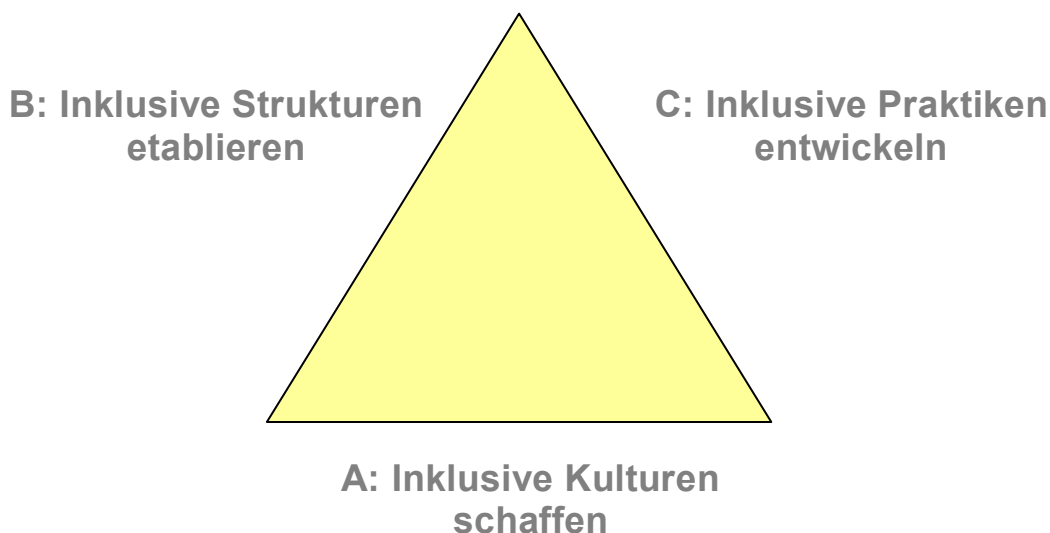 B: Inklusive Strukturen
etablieren
C: Inklusive Praktiken
entwickeln
A: Inklusive Kulturen
schaffen